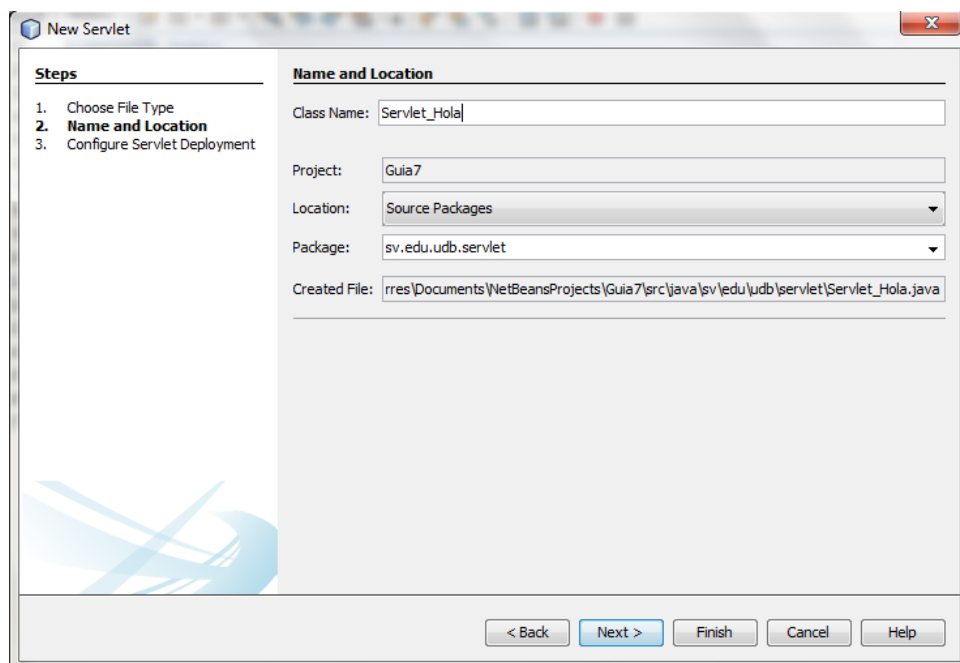 New Servlet
Steps
1. Choose File Type
2. Name and Location
3. Configure Servlet Deployment
Name and Location
Class Name: Servlet_Hola
Project: Guia7
Location: Source Packages
Package: sv.edu.udb.servlet
Created File: rres\Documents\NetBeansProjects\Guia7\src\java\sv\edu\udb\servlet\Servlet_Hola.java
< Back Next > Finish Cancel Help